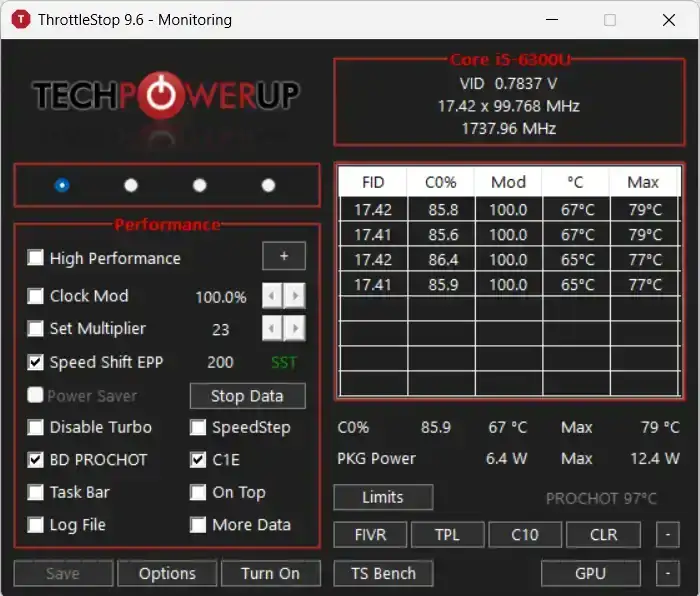 ThrottleStop 9.6 - Monitoring
TECHPOWERUP
Core i5-6300U
VID 0.7837 V
17.42 x 99.768 MHz
1737.96 MHz
FID C0% Mod °C Max
17.42 85.8 100.0 67°C 79°C
17.41 85.6 100.0 67°C 79°C
17.42 86.4 100.0 65°C 77°C
17.41 85.9 100.0 65°C 77°C
Performance
High Performance +
Clock Mod 100.0%
Set Multiplier 23
Speed Shift EPP 200 SST
Power Saver Stop Data
Disable Turbo SpeedStep
BD PROCHOT C1E
Task Bar On Top
Log File More Data
Save Options Turn On
C0% 85.9 67 °C Max 79 °C
PKG Power 6.4 W Max 12.4 W
Limits PROCHOT 97°C
FIVR TPL C10 CLR -
TS Bench GPU -